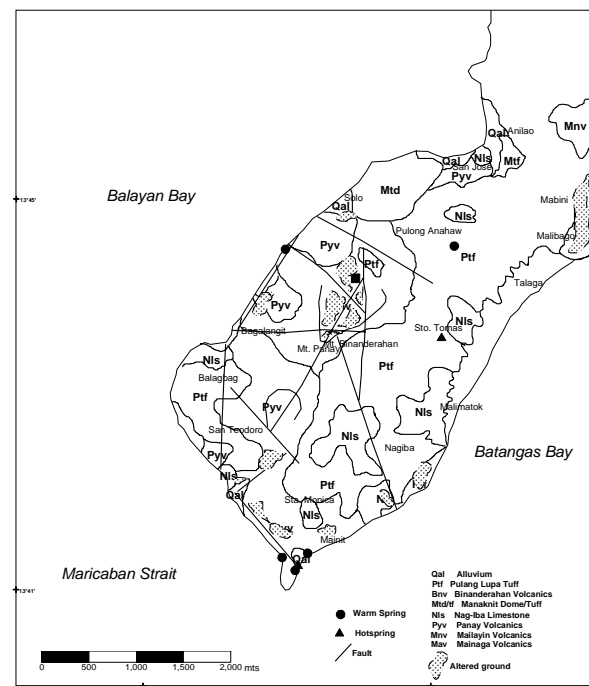 Mnv
Qal
Anilao
Qal
Nls
Mtf
San Jose
Pyv
Mtd
Solo
Qal
Mabini
13°45'
Balayan Bay
Nls
Malibago
Pulong Anahaw
Pyv
Ptf
Ptf
Talaga
Pyv
Nls
Sto. Tomas
Bagalangit
Mt. Binanderahan
Mt. Panay
Nls
Balagbag
Ptf
Ptf
Pyv
Nls
Malimatok
San Teodoro
Nls
Nagiba
Pyv
Batangas Bay
Nls
Ptf
Qal
Sta. Monica
Nls
Mainit
Qal
Maricaban Strait
13°41'
Qal Alluvium
Ptf Pulang Lupa Tuff
Bnv Binanderahan Volcanics
Mtd/tf Manaknit Dome/Tuff
Nls Nag-Iba Limestone
Pyv Panay Volcanics
Mnv Mailayin Volcanics
Mav Mainaga Volcanics
Altered ground
Warm Spring
Hotspring
Fault
0 500 1,000 1,500 2,000 mts